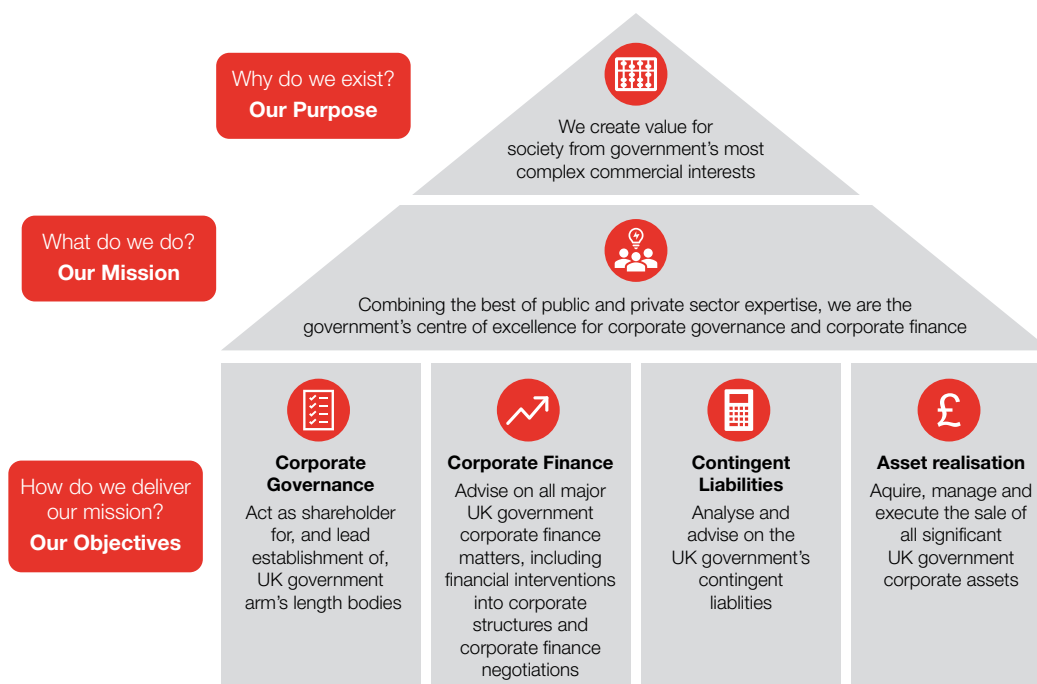 Why do we exist?
Our Purpose
We create value for
society from government's most
complex commercial interests
What do we do?
Our Mission
Combining the best of public and private sector expertise, we are the
government's centre of excellence for corporate governance and corporate finance
How do we deliver
our mission?
Our Objectives
Corporate
Governance
Act as shareholder
for, and lead
establishment of,
UK government
arm's length bodies
Corporate Finance
Advise on all major
UK government
corporate finance
matters, including
financial interventions
into corporate
structures and
corporate finance
negotiations
Contingent
Liabilities
Analyse and
advise on the
UK government's
contingent
liablities
£
Asset realisation
Aquire, manage and
execute the sale of
all significant
UK government
corporate assets